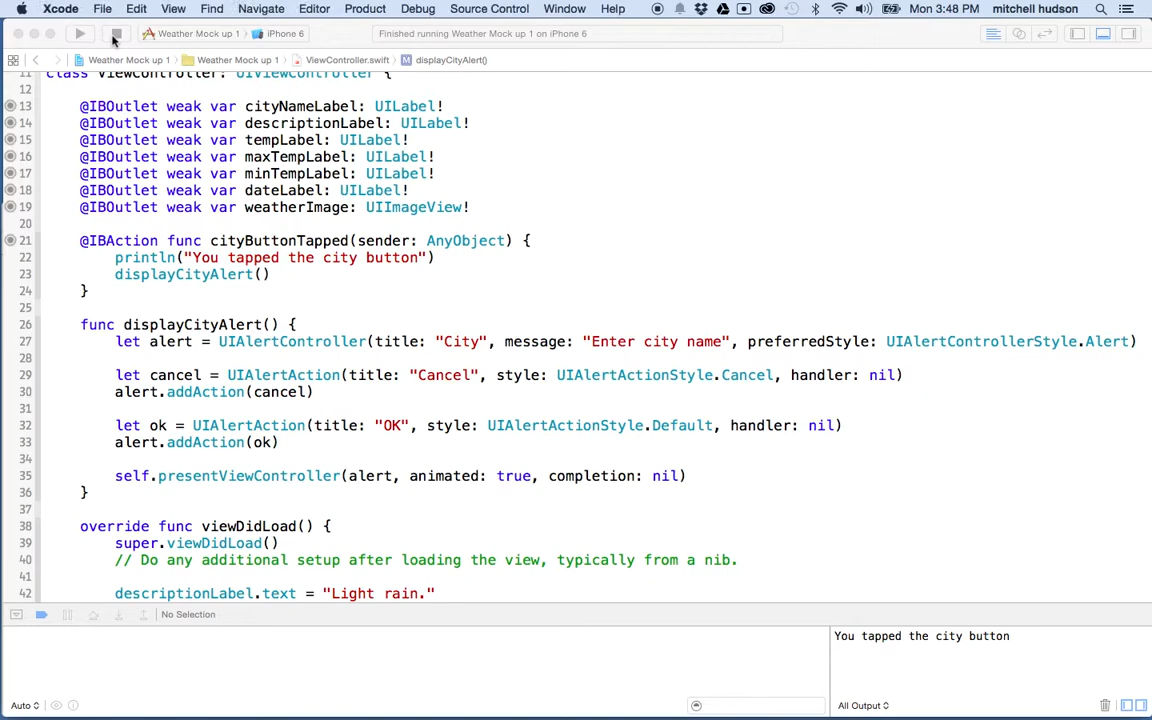 Xcode File Edit View Find Navigate Editor Product Debug Source Control Window Help Mon 3:48 PM mitchell hudson
Weather Mock up 1 iPhone 6 Finished running Weather Mock up 1 on iPhone 6
Weather Mock up 1 Weather Mock up 1 ViewController.swift M displayCityAlert()
11 class ViewController: UIViewController {
12
13 @IBOutlet weak var cityNameLabel: UILabel!
14 @IBOutlet weak var descriptionLabel: UILabel!
15 @IBOutlet weak var tempLabel: UILabel!
16 @IBOutlet weak var maxTempLabel: UILabel!
17 @IBOutlet weak var minTempLabel: UILabel!
18 @IBOutlet weak var dateLabel: UILabel!
19 @IBOutlet weak var weatherImage: UIImageView!
20
21 @IBAction func cityButtonTapped(sender: AnyObject) {
22 println("You tapped the city button")
23 displayCityAlert()
24 }
25
26 func displayCityAlert() {
27 let alert = UIAlertController(title: "City", message: "Enter city name", preferredStyle: UIAlertControllerStyle.Alert)
28
29 let cancel = UIAlertAction(title: "Cancel", style: UIAlertActionStyle.Cancel, handler: nil)
30 alert.addAction(cancel)
31
32 let ok = UIAlertAction(title: "OK", style: UIAlertActionStyle.Default, handler: nil)
33 alert.addAction(ok)
34
35 self.presentViewController(alert, animated: true, completion: nil)
36 }
37
38 override func viewDidLoad() {
39 super.viewDidLoad()
40 // Do any additional setup after loading the view, typically from a nib.
41
42 descriptionLabel.text = "Light rain."
No Selection
You tapped the city button
Auto All Output